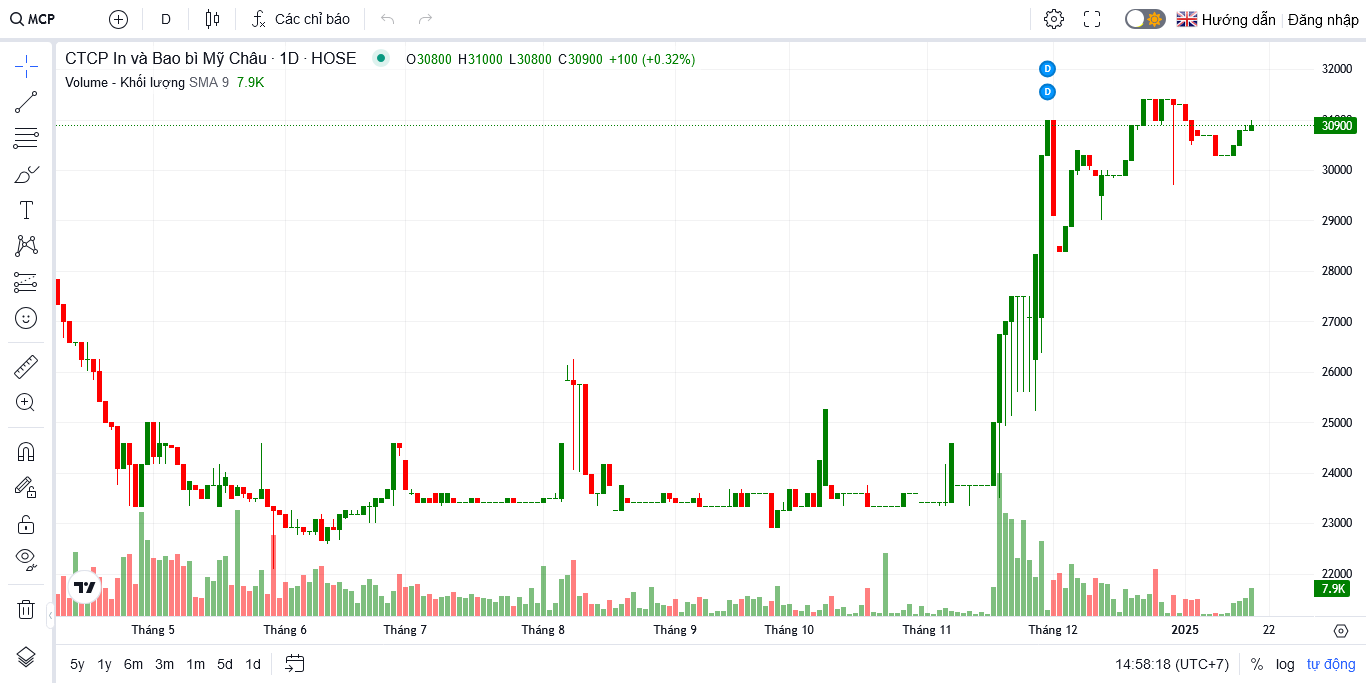 MCP D Các chỉ báo Hướng dẫn Đăng nhập
CTCP In và Bao bì Mỹ Châu · 1D · HOSE O30800 H31000 L30800 C30900 +100 (+0.32%)
Volume - Khối lượng SMA 9 7.9K
D
D
32000
30900
30000
29000
28000
27000
26000
25000
24000
23000
22000
7.9K
Tháng 5 Tháng 6 Tháng 7 Tháng 8 Tháng 9 Tháng 10 Tháng 11 Tháng 12 2025 22
5y 1y 6m 3m 1m 5d 1d 14:58:18 (UTC+7) % log tự động